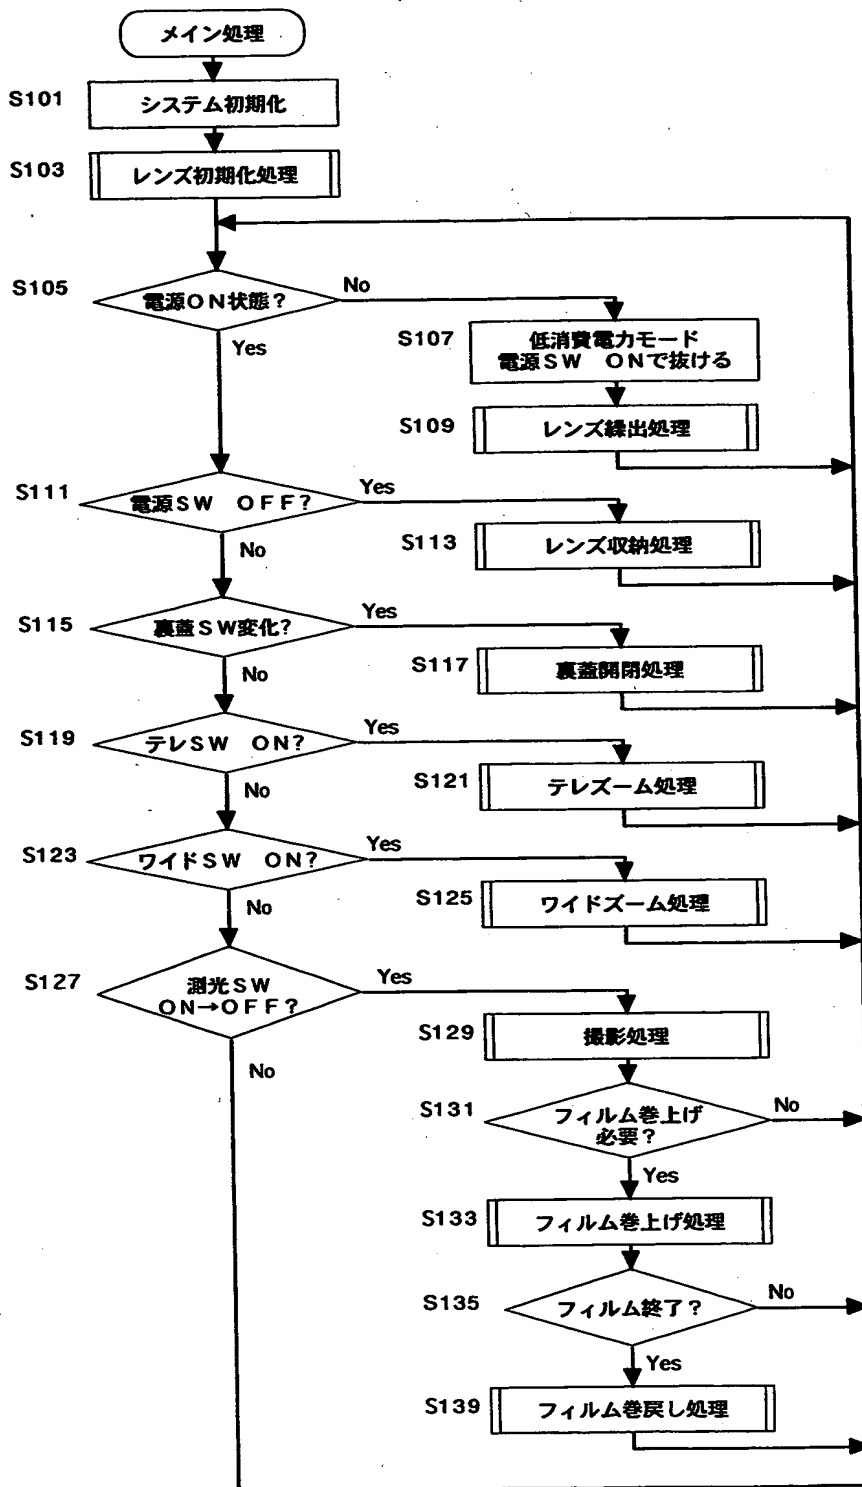 メイン処理
S101
システム初期化
S103
レンズ初期化処理
S105
電源ON状態?
No
Yes
S107
低消費電力モード
電源SW ONで抜ける
S109
レンズ繰出処理
S111
電源SW OFF?
Yes
No
S113
レンズ収納処理
S115
裏蓋SW変化?
Yes
No
S117
裏蓋開閉処理
S119
テレSW ON?
Yes
No
S121
テレズーム処理
S123
ワイドSW ON?
Yes
No
S125
ワイドズーム処理
S127
測光SW
ON→OFF?
Yes
No
S129
撮影処理
S131
フィルム巻上げ
必要?
No
Yes
S133
フィルム巻上げ処理
S135
フィルム終了?
No
Yes
S139
フィルム巻戻し処理